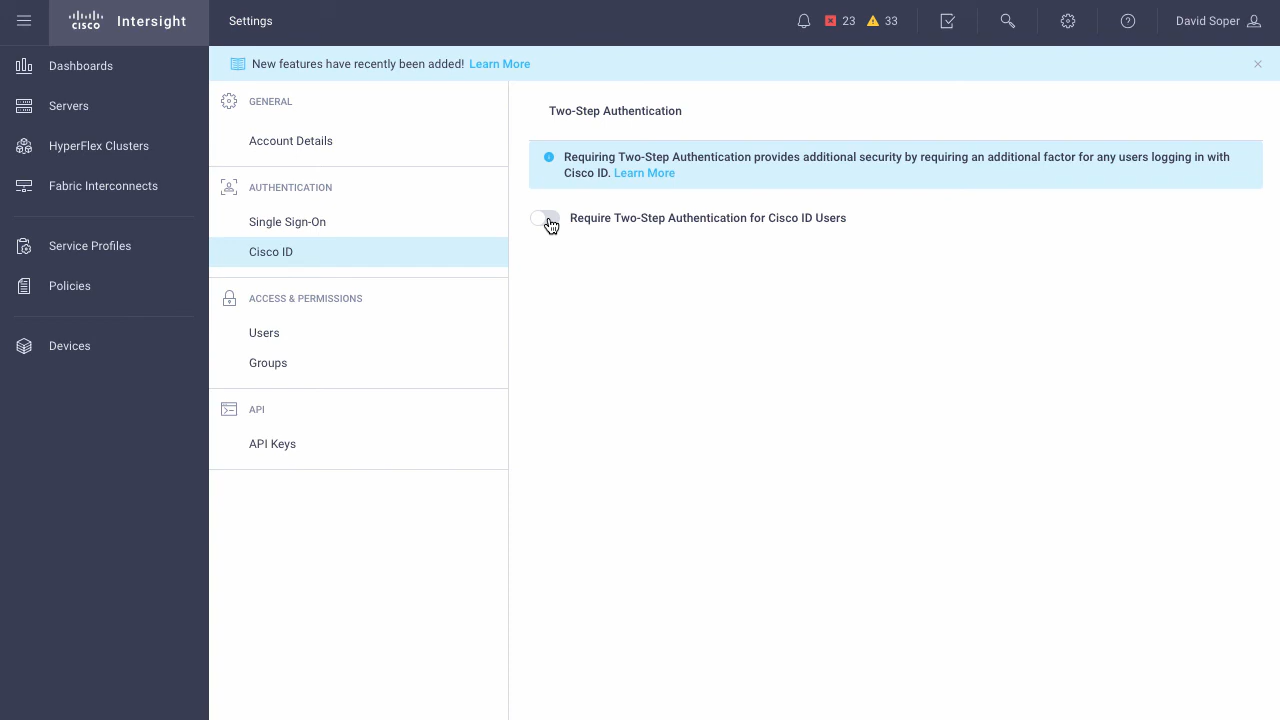 CISCO Intersight
Settings
23
33
David Soper
Dashboards
Servers
HyperFlex Clusters
Fabric Interconnects
Service Profiles
Policies
Devices
New features have recently been added! Learn More
GENERAL
Account Details
AUTHENTICATION
Single Sign-On
Cisco ID
ACCESS & PERMISSIONS
Users
Groups
API
API Keys
Two-Step Authentication
Requiring Two-Step Authentication provides additional security by requiring an additional factor for any users logging in with
Cisco ID. Learn More
Require Two-Step Authentication for Cisco ID Users